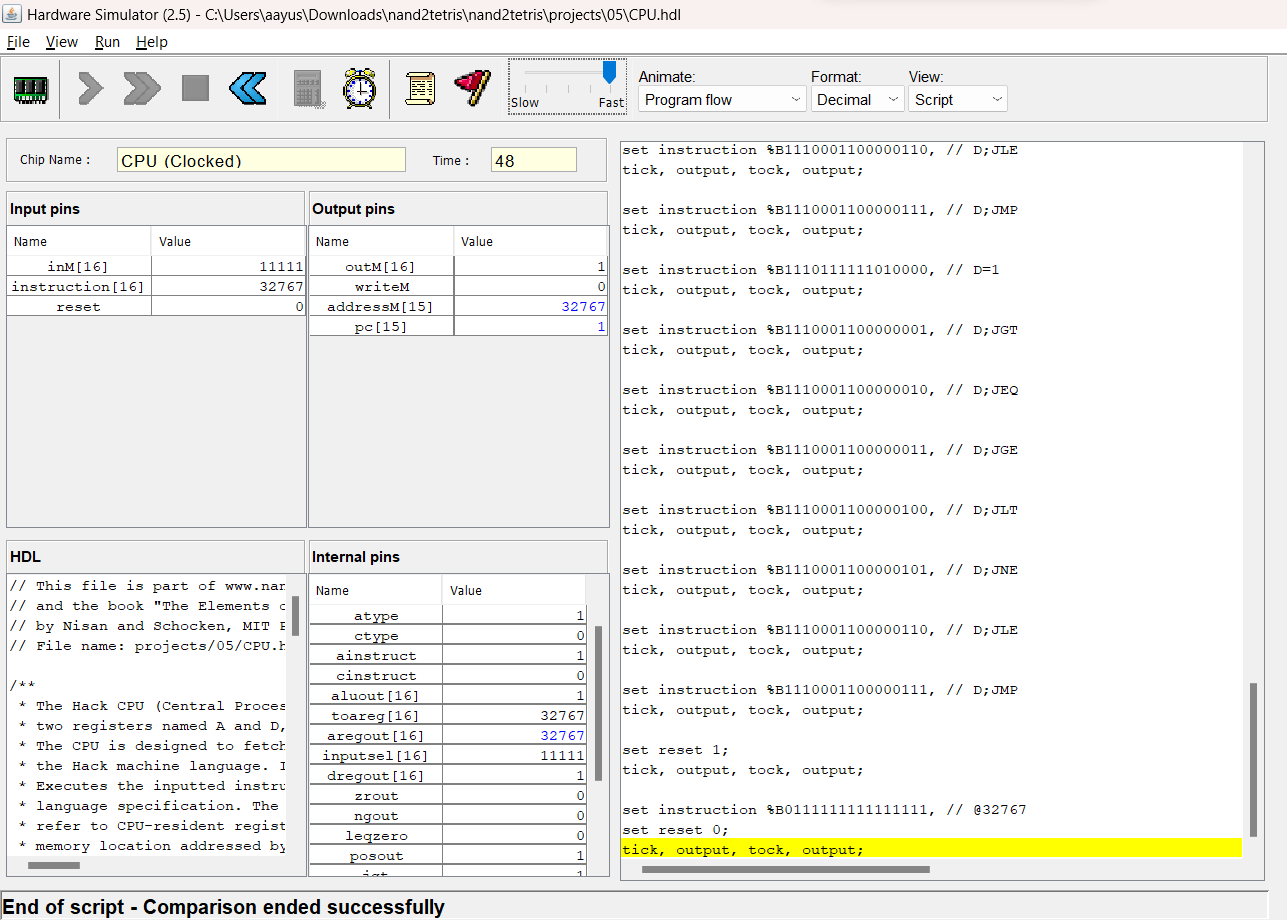 Hardware Simulator (2.5) - C:\Users\aayus\Downloads\nand2tetris\nand2tetris\projects\05\CPU.hdl
File View Run Help
Slow Fast
Animate: Format: View:
Program flow Decimal Script
Chip Name : CPU (Clocked) Time : 48
Input pins
Name Value
inM[16] 11111
instruction[16] 32767
reset 0
Output pins
Name Value
outM[16] 1
writeM 0
addressM[15] 32767
pc[15] 1
HDL
// This file is part of www.nan
// and the book "The Elements o
// by Nisan and Schocken, MIT P
// File name: projects/05/CPU.h
/**
* The Hack CPU (Central Proces
* two registers named A and D,
* The CPU is designed to fetch
* the Hack machine language. I
* Executes the inputted instru
* language specification. The
* refer to CPU-resident regist
* memory location addressed by
Internal pins
Name Value
atype 1
ctype 0
ainstruct 1
cinstruct 0
aluout[16] 1
toareg[16] 32767
aregout[16] 32767
inputsel[16] 11111
dregout[16] 1
zrout 0
ngout 0
leqzero 0
posout 1
set instruction %B1110001100000110, // D;JLE
tick, output, tock, output;
set instruction %B1110001100000111, // D;JMP
tick, output, tock, output;
set instruction %B1110111111010000, // D=1
tick, output, tock, output;
set instruction %B1110001100000001, // D;JGT
tick, output, tock, output;
set instruction %B1110001100000010, // D;JEQ
tick, output, tock, output;
set instruction %B1110001100000011, // D;JGE
tick, output, tock, output;
set instruction %B1110001100000100, // D;JLT
tick, output, tock, output;
set instruction %B1110001100000101, // D;JNE
tick, output, tock, output;
set instruction %B1110001100000110, // D;JLE
tick, output, tock, output;
set instruction %B1110001100000111, // D;JMP
tick, output, tock, output;
set reset 1;
tick, output, tock, output;
set instruction %B0111111111111111, // @32767
set reset 0;
tick, output, tock, output;
End of script - Comparison ended successfully